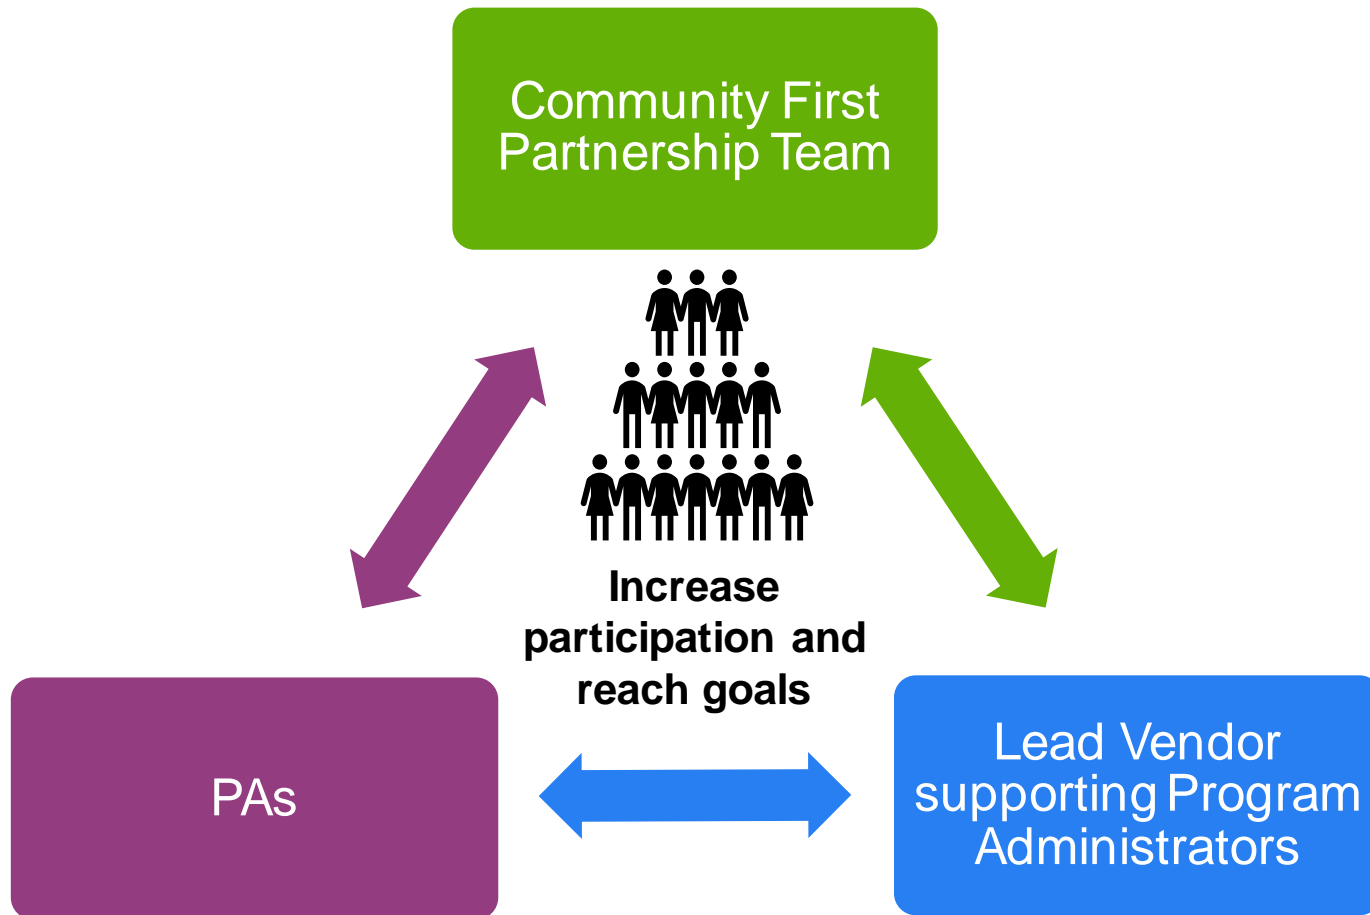 Community First
Partnership Team
Increase
participation and
reach goals
PAs
Lead Vendor
supporting Program
Administrators